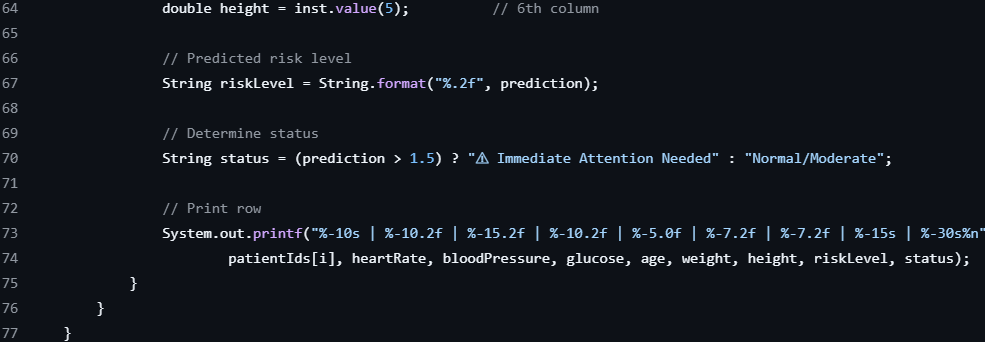 64                 double height = inst.value(5);          // 6th column
65
66                 // Predicted risk level
67                 String riskLevel = String.format("%.2f", prediction);
68
69                 // Determine status
70                 String status = (prediction > 1.5) ? "⚠ Immediate Attention Needed" : "Normal/Moderate";
71
72                 // Print row
73                 System.out.printf("%-10s | %-10.2f | %-15.2f | %-10.2f | %-5.0f | %-7.2f | %-7.2f | %-15s | %-30s%n"
74                         patientIds[i], heartRate, bloodPressure, glucose, age, weight, height, riskLevel, status);
75             }
76         }
77     }